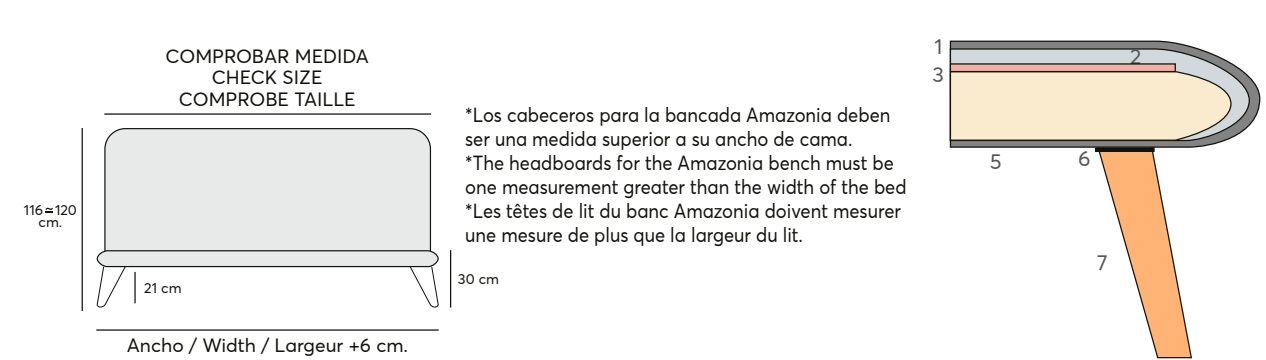 COMPROBAR MEDIDA
CHECK SIZE
COMPROBE TAILLE
116≃120
cm.
21 cm
30 cm
Ancho / Width / Largeur +6 cm.
*Los cabeceros para la bancada Amazonia deben
ser una medida superior a su ancho de cama.
*The headboards for the Amazonia bench must be
one measurement greater than the width of the bed
*Les têtes de lit du banc Amazonia doivent mesurer
une mesure de plus que la largeur du lit.
1
2
3
5
6
7